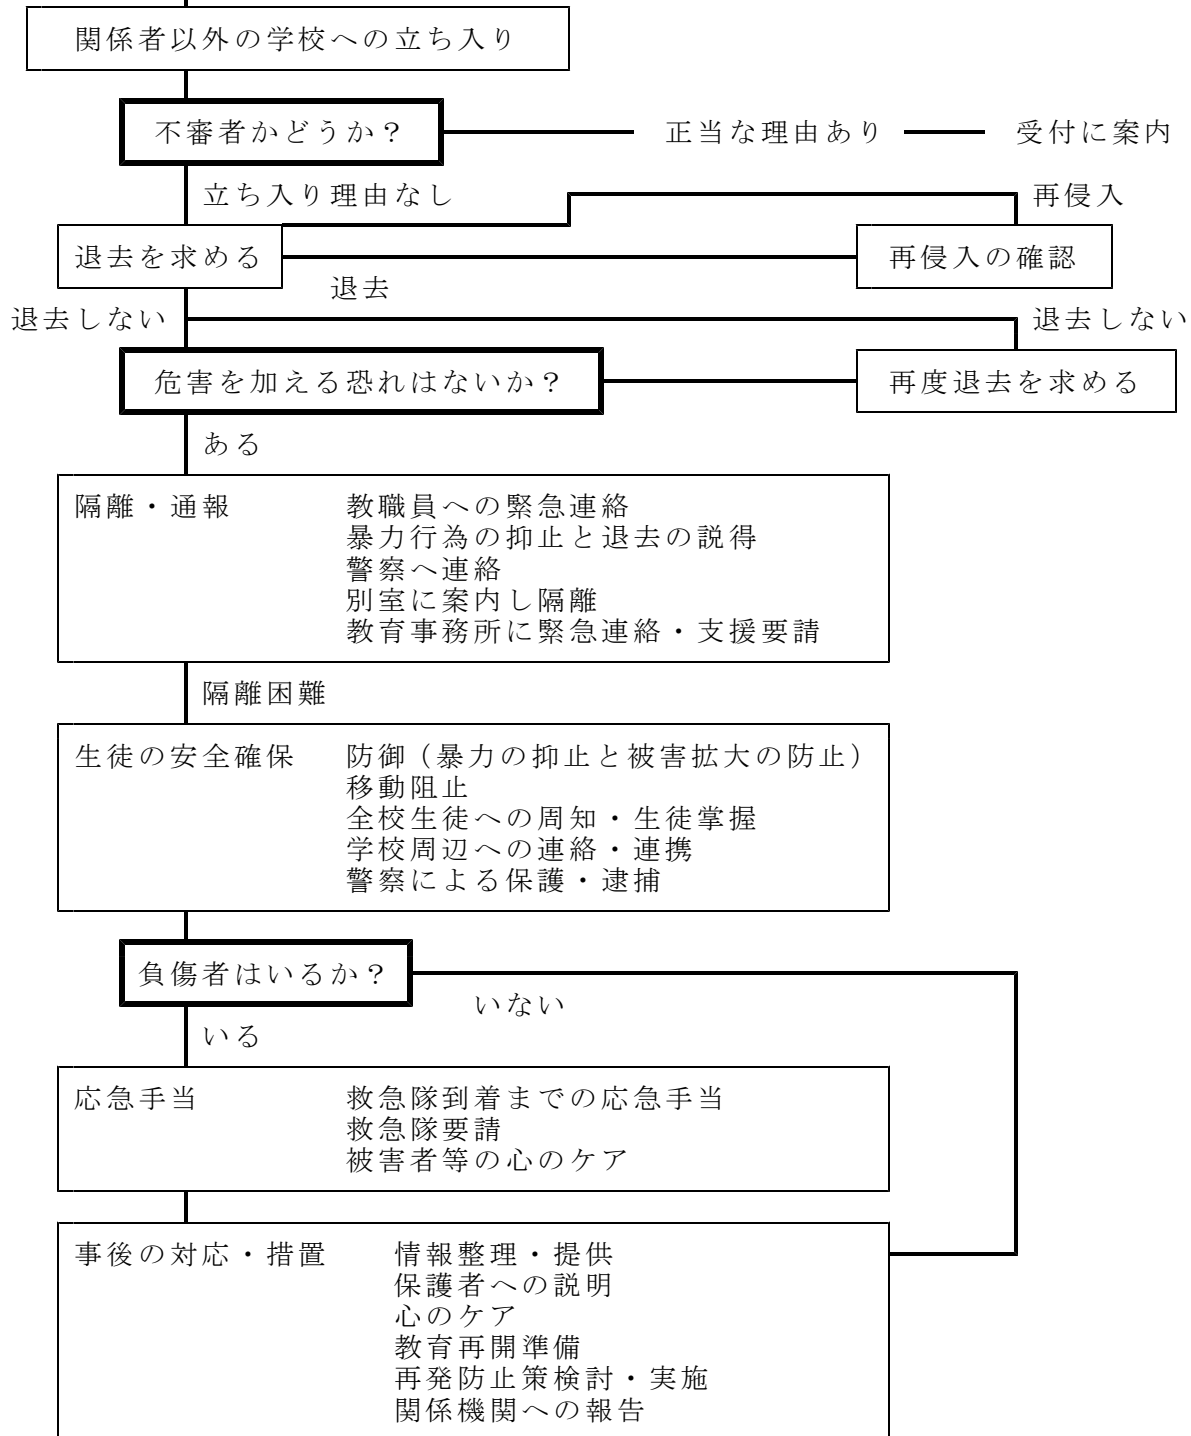 関係者以外の学校への立ち入り
不審者かどうか？
正当な理由あり
受付に案内
立ち入り理由なし
再侵入
退去を求める
再侵入の確認
退去
退去しない
退去しない
危害を加える恐れはないか？
再度退去を求める
ある
隔離・通報 教職員への緊急連絡
暴力行為の抑止と退去の説得
警察へ連絡
別室に案内し隔離
教育事務所に緊急連絡・支援要請
隔離困難
生徒の安全確保 防御（暴力の抑止と被害拡大の防止）
移動阻止
全校生徒への周知・生徒掌握
学校周辺への連絡・連携
警察による保護・逮捕
負傷者はいるか？
いない
いる
応急手当 救急隊到着までの応急手当
救急隊要請
被害者等の心のケア
事後の対応・措置 情報整理・提供
保護者への説明
心のケア
教育再開準備
再発防止策検討・実施
関係機関への報告